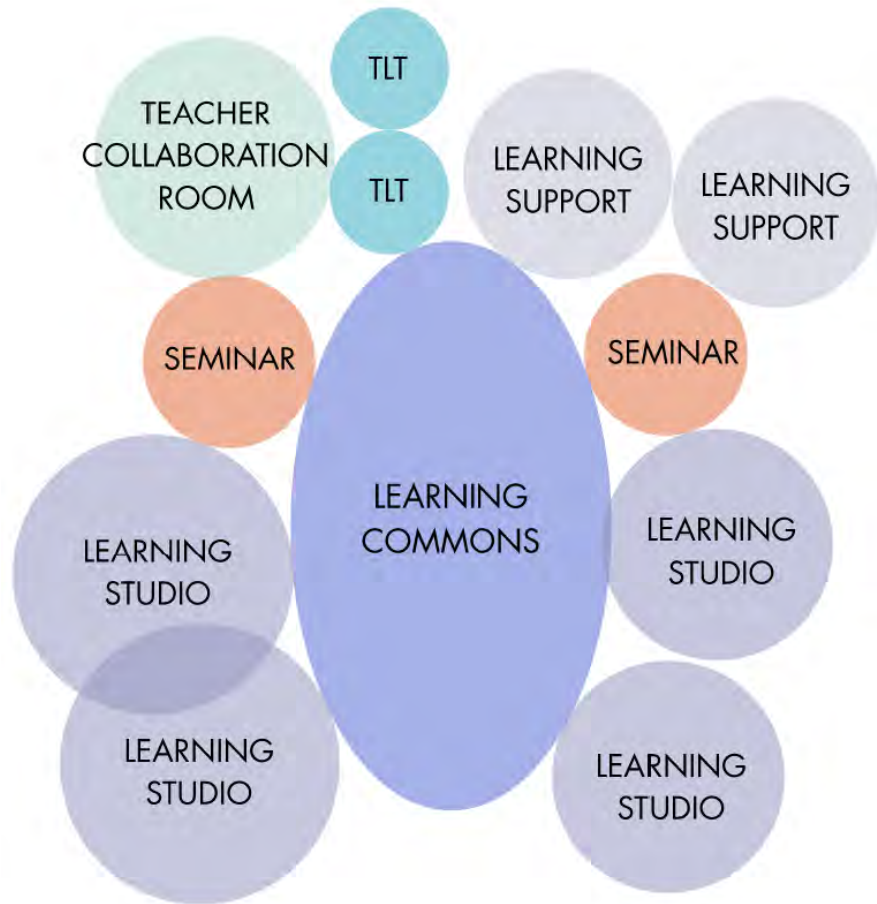 TLT
TEACHER
COLLABORATION
ROOM
TLT
LEARNING
SUPPORT
LEARNING
SUPPORT
SEMINAR
SEMINAR
LEARNING
COMMONS
LEARNING
STUDIO
LEARNING
STUDIO
LEARNING
STUDIO
LEARNING
STUDIO